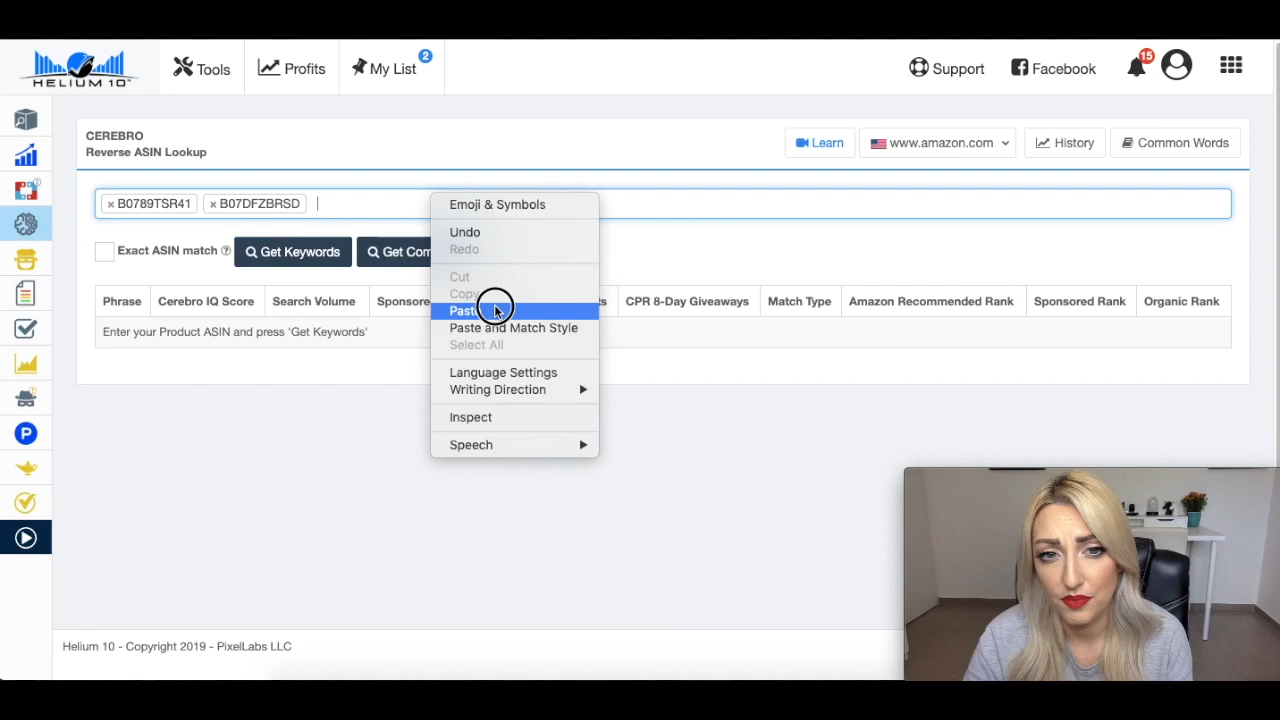 HELIUM 10™
Tools
Profits
My List
2
Support
Facebook
15
CEREBRO
Reverse ASIN Lookup
Learn
www.amazon.com
History
Common Words
× B0789TSR41
× B07DFZBRSD
Exact ASIN match ?
Get Keywords
Get Com
Emoji & Symbols
Undo
Redo
Cut
Copy
Paste
Paste and Match Style
Select All
Language Settings
Writing Direction
Inspect
Speech
Phrase
Cerebro IQ Score
Search Volume
Sponsored
ts
CPR 8-Day Giveaways
Match Type
Amazon Recommended Rank
Sponsored Rank
Organic Rank
Enter your Product ASIN and press 'Get Keywords'
P
Helium 10 - Copyright 2019 - PixelLabs LLC